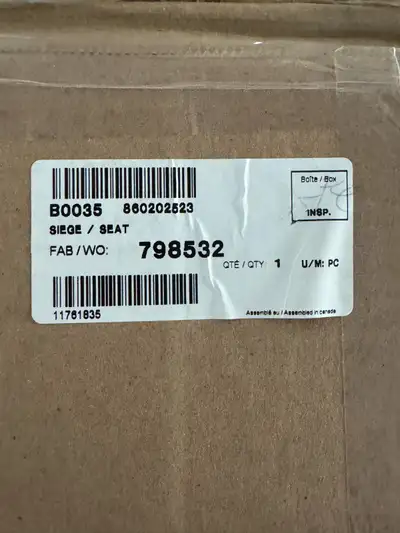 Boîte / Box
INSP.
B0035 860202523
SIEGE / SEAT
FAB / WO: 798532
QTÉ / QTY 1 U/M: PC
11761835
Assemblé au / Assembled in canada